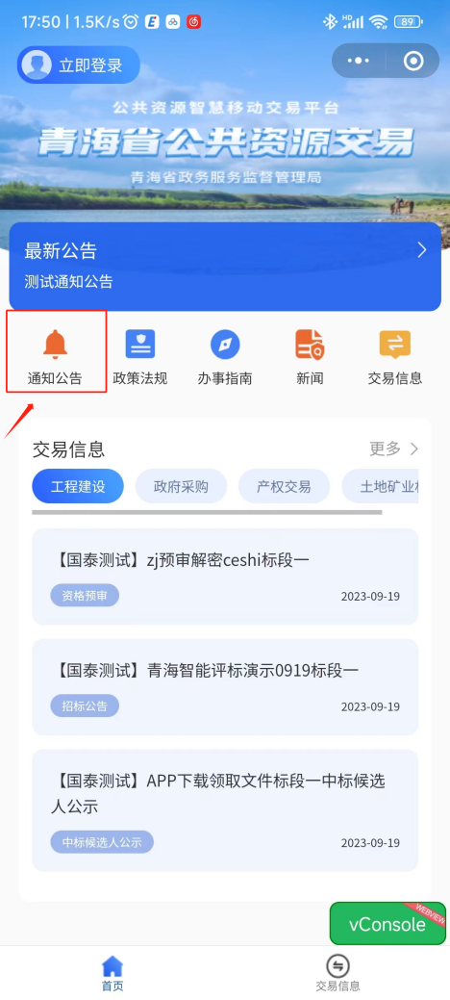 17:50 | 1.5K/s
HD
89
立即登录
公共资源智慧移动交易平台
青海省公共资源交易
青海省政务服务监督管理局
最新公告
测试通知公告
通知公告
政策法规
办事指南
新闻
交易信息
交易信息
更多
工程建设
政府采购
产权交易
土地矿业
【国泰测试】zj预审解密ceshi标段一
资格预审
2023-09-19
【国泰测试】青海智能评标演示0919标段一
招标公告
2023-09-19
【国泰测试】APP下载领取文件标段一中标候选
人公示
中标候选人公示
2023-09-19
vConsole
WEBVIEW
首页
交易信息